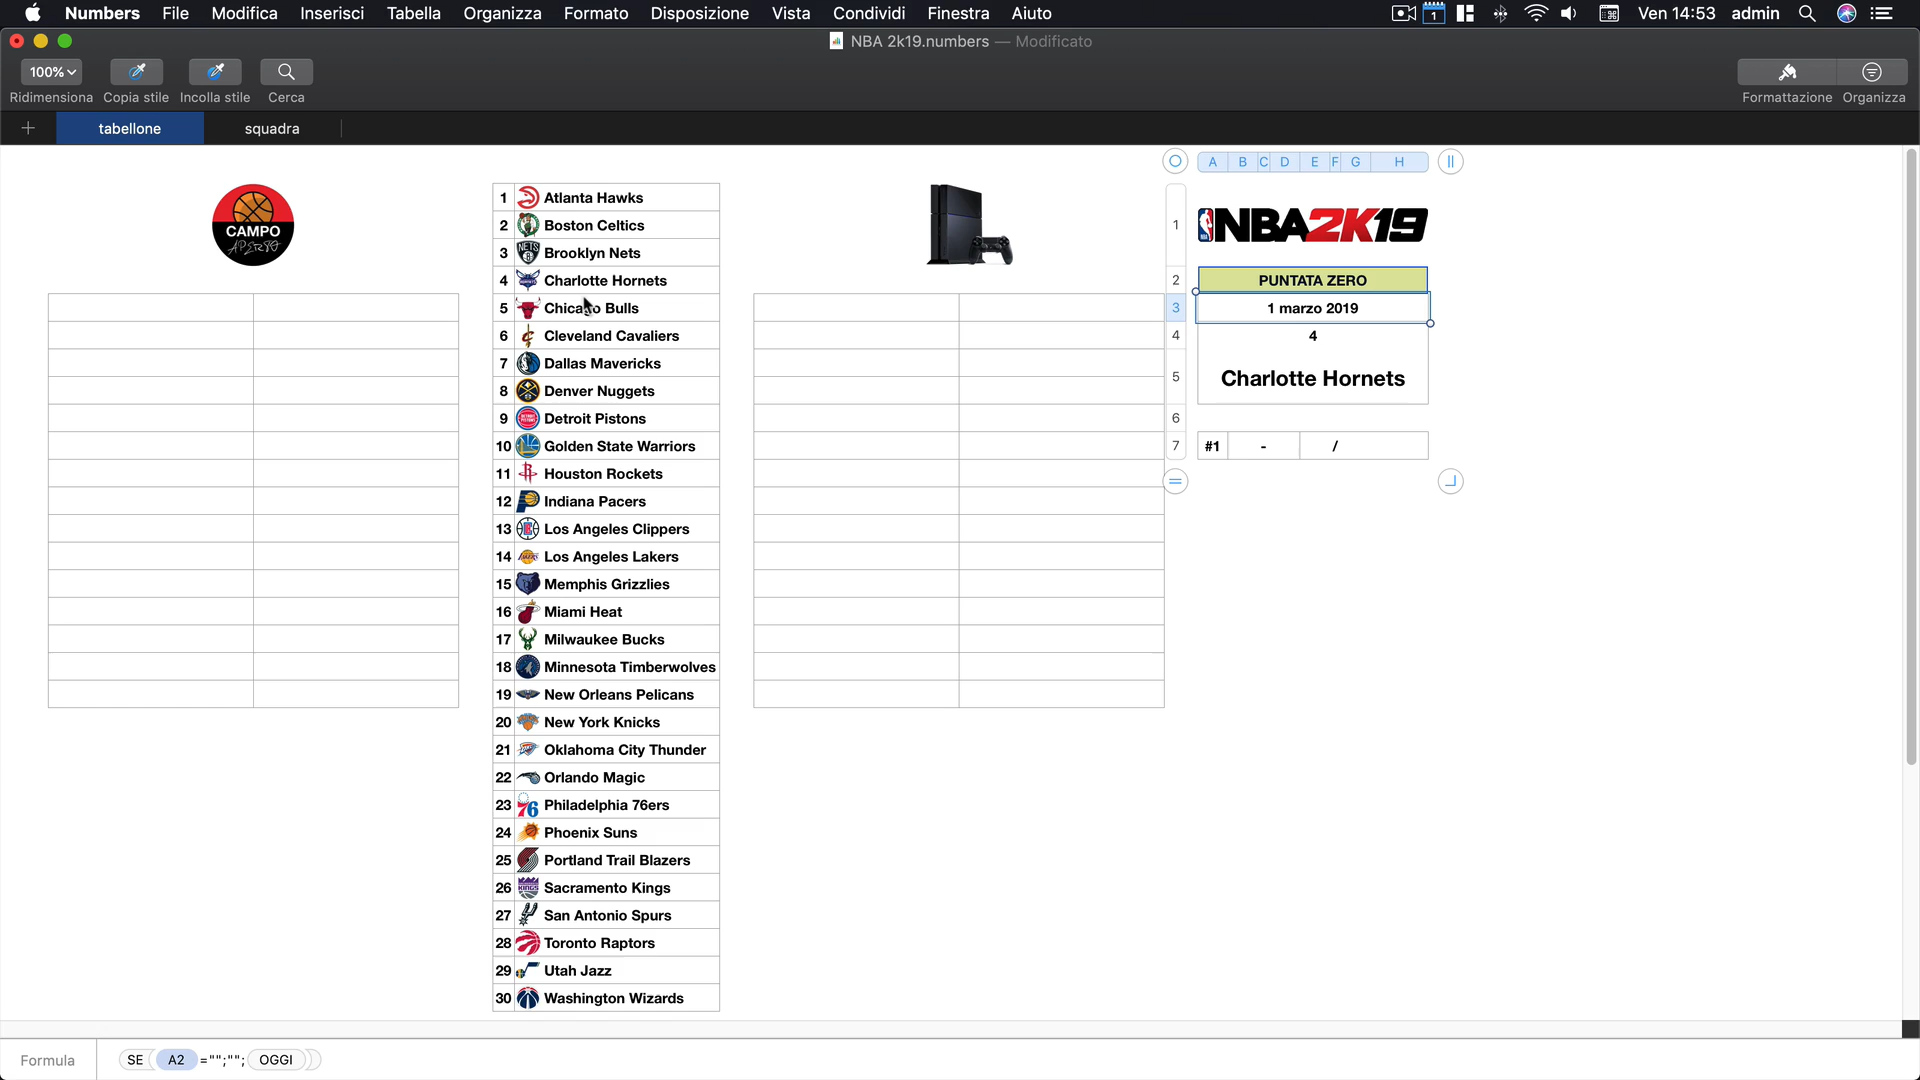 Numbers File Modifica Inserisci Tabella Organizza Formato Disposizione Vista Condividi Finestra Aiuto 1 Ven 14:53 admin
NBA 2k19.numbers — Modificato
100%
Ridimensiona Copia stile Incolla stile Cerca Formattazione Organizza
tabellone squadra
A B C D E F G H
CAMPO
APERTO
1 Atlanta Hawks
2 Boston Celtics
3 NETS B Brooklyn Nets
4 Charlotte Hornets
5 Chicago Bulls
6 Cleveland Cavaliers
7 Dallas Mavericks
8 Denver Nuggets
9 Detroit Pistons
10 Golden State Warriors
11 Houston Rockets
12 Indiana Pacers
13 Los Angeles Clippers
14 Los Angeles Lakers
15 Memphis Grizzlies
16 Miami Heat
17 Milwaukee Bucks
18 Minnesota Timberwolves
19 New Orleans Pelicans
20 New York Knicks
21 Oklahoma City Thunder
22 Orlando Magic
23 76 Philadelphia 76ers
24 Phoenix Suns
25 Portland Trail Blazers
26 KINGS Sacramento Kings
27 San Antonio Spurs
28 Toronto Raptors
29 Utah Jazz
30 Washington Wizards
1 NBA NBA2K19
2 PUNTATA ZERO
3 1 marzo 2019
4 4
5 Charlotte Hornets
6
7 #1 - /
Formula SE ( A2 ="";""; OGGI )